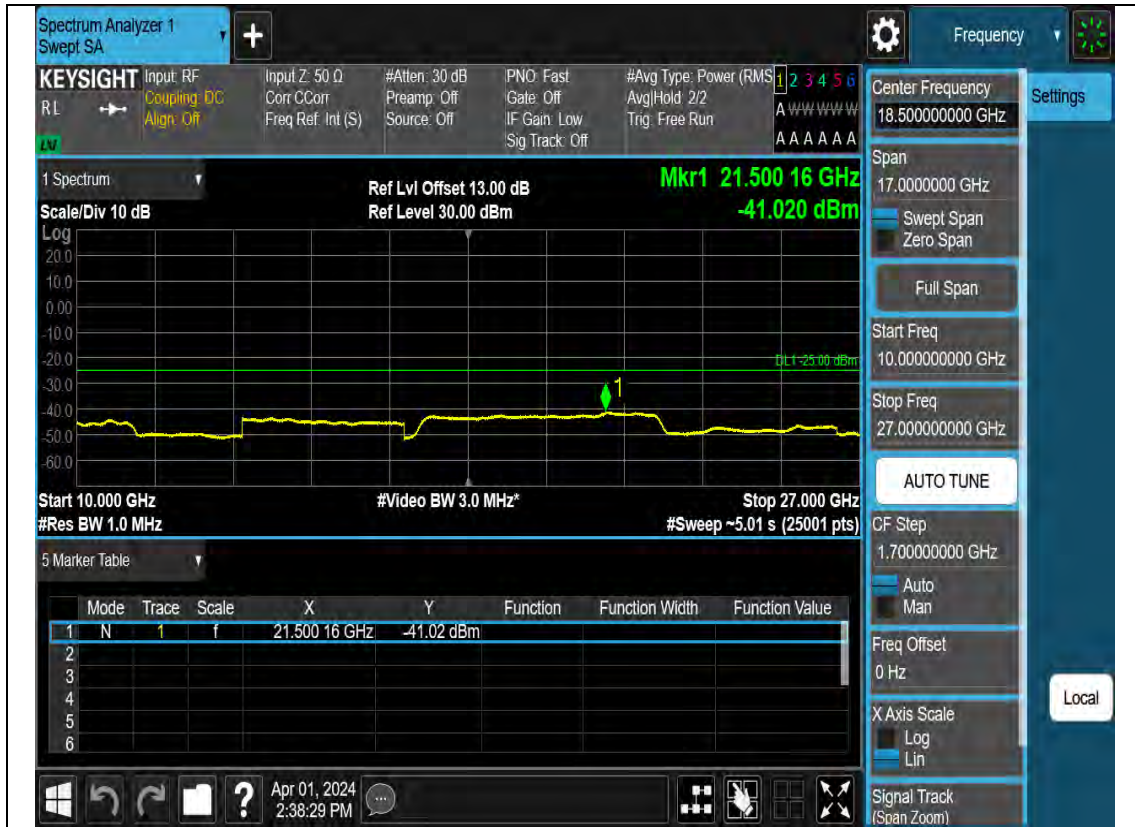 Spectrum Analyzer 1
Swept SA
+
Frequency
KEYSIGHT
RL
LXI
Input: RF
Coupling: DC
Align: Off
Input Z: 50 Ω
Corr CCorr
Freq Ref: Int (S)
#Atten: 30 dB
Preamp: Off
Source: Off
PNO: Fast
Gate: Off
IF Gain: Low
Sig Track: Off
#Avg Type: Power (RMS
Avg|Hold: 2/2
Trig: Free Run
1 2 3 4 5 6
A W W W W W
A A A A A A
1 Spectrum
Scale/Div 10 dB
Log
Ref Lvl Offset 13.00 dB
Ref Level 30.00 dBm
Mkr1 21.500 16 GHz
-41.020 dBm
20.0
10.0
0.00
-10.0
-20.0
-30.0
-40.0
-50.0
-60.0
DL1 -25.00 dBm
1
Start 10.000 GHz
#Video BW 3.0 MHz*
Stop 27.000 GHz
#Res BW 1.0 MHz
#Sweep ~5.01 s (25001 pts)
5 Marker Table
Mode Trace Scale X Y Function Function Width Function Value
1 N 1 f 21.500 16 GHz -41.02 dBm
2
3
4
5
6
Apr 01, 2024
2:38:29 PM
Center Frequency
18.500000000 GHz
Settings
Span
17.0000000 GHz
Swept Span
Zero Span
Full Span
Start Freq
10.000000000 GHz
Stop Freq
27.000000000 GHz
AUTO TUNE
CF Step
1.700000000 GHz
Auto
Man
Freq Offset
0 Hz
Local
X Axis Scale
Log
Lin
Signal Track
(Span Zoom)